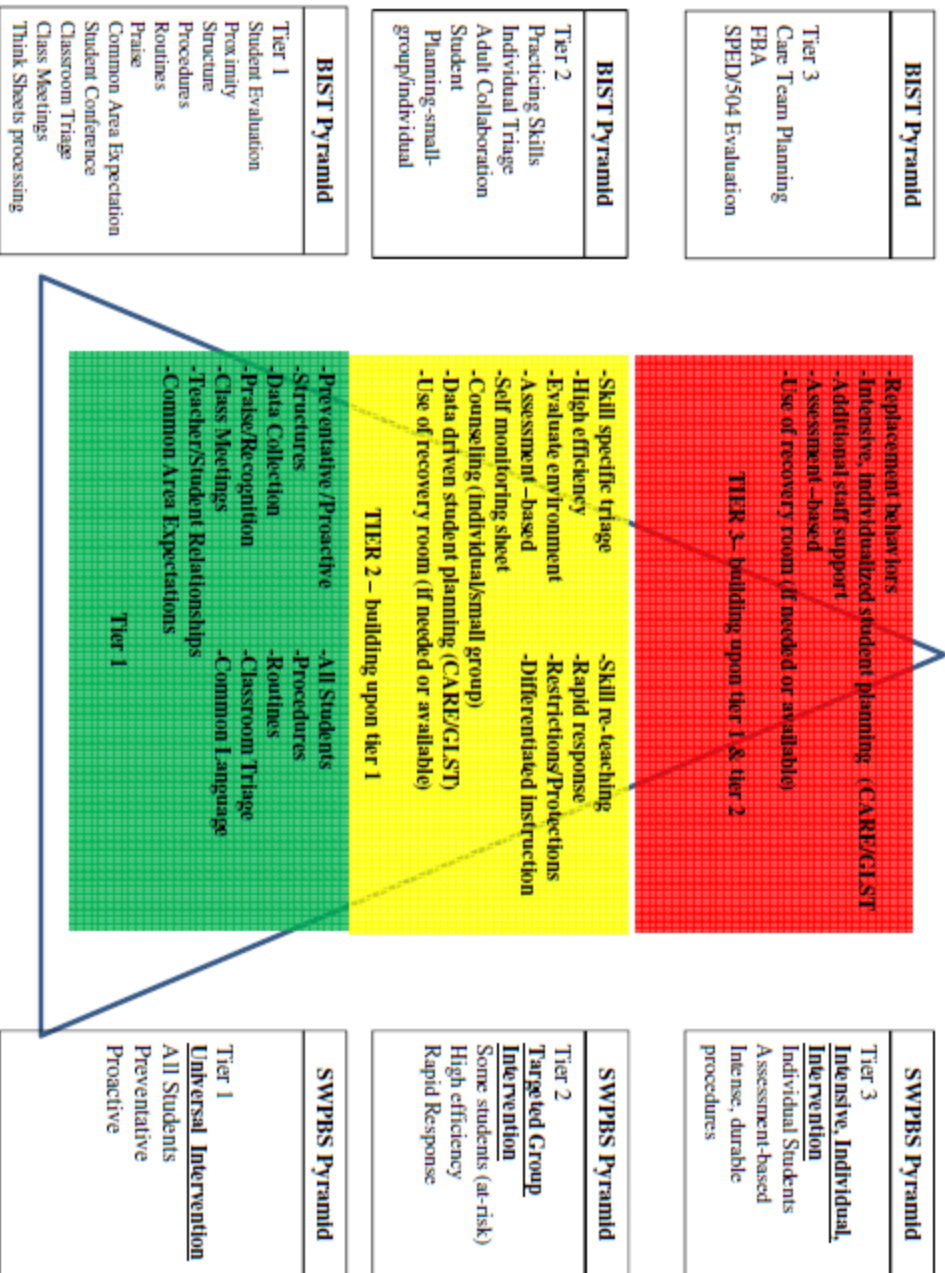 BIST Pyramid
Tier 3
Care Team Planning
FBA
SPED/504 Evaluation
-Replacement behaviors
-Intensive, individualized student planning (CARE/GLST
-Additional staff support
-Assessment –based
-Use of recovery room (if needed or available)
TIER 3– building upon tier 1 & tier 2
SWPBS Pyramid
Tier 3
Intensive, Individual,
Intervention
Individual Students
Assessment-based
Intense, durable
procedures
BIST Pyramid
Tier 2
Practicing Skills
Individual Triage
Adult Collaboration
Student
Planning-small-
group/individual
-Skill specific triage -Skill re-teaching
-High efficiency -Rapid response
-Evaluate environment -Restrictions/Protections
-Assessment –based -Differentiated instruction
-Self monitoring sheet
-Counseling (individual/small group)
-Data driven student planning (CARE/GLST)
-Use of recovery room (if needed or available)
TIER 2 – building upon tier 1
SWPBS Pyramid
Tier 2
Targeted Group
Intervention
Some students (at-risk)
High efficiency
Rapid Response
BIST Pyramid
Tier 1
Student Evaluation
Proximity
Structure
Procedures
Routines
Praise
Common Area Expectation
Student Conference
Classroom Triage
Class Meetings
Think Sheets processing
-Preventative /Proactive -All Students
-Structures -Procedures
-Data Collection -Routines
-Praise/Recognition -Classroom Triage
-Class Meetings -Common Language
-Teacher/Student Relationships
-Common Area Expectations
Tier 1
SWPBS Pyramid
Tier 1
Universal Intervention
All Students
Preventative
Proactive